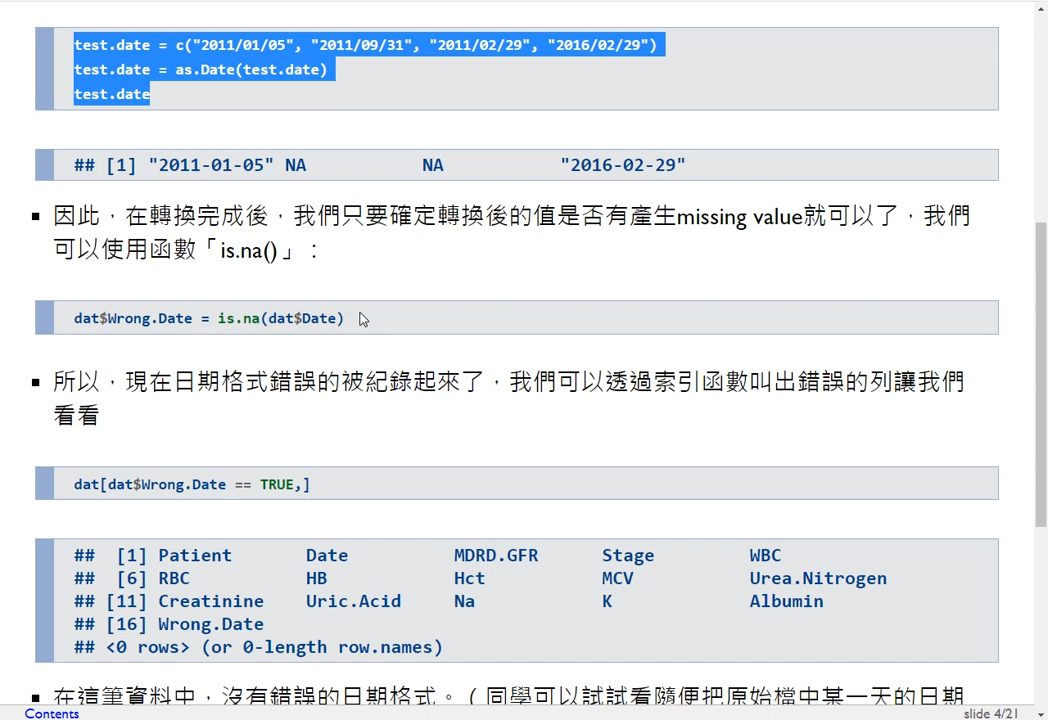 test.date = c("2011/01/05", "2011/09/31", "2011/02/29", "2016/02/29")
test.date = as.Date(test.date)
test.date
## [1] "2011-01-05" NA           NA           "2016-02-29"
▪ 因此，在轉換完成後，我們只要確定轉換後的值是否有產生missing value就可以了，我們
可以使用函數「is.na()」：
dat$Wrong.Date = is.na(dat$Date)
▪ 所以，現在日期格式錯誤的被紀錄起來了，我們可以透過索引函數叫出錯誤的列讓我們
看看
dat[dat$Wrong.Date == TRUE,]
##  [1] Patient       Date          MDRD.GFR      Stage         WBC
##  [6] RBC           HB            Hct           MCV           Urea.Nitrogen
## [11] Creatinine    Uric.Acid     Na            K             Albumin
## [16] Wrong.Date
## <0 rows> (or 0-length row.names)
▪ 在這筆資料中，沒有錯誤的日期格式。（同學可以試試看隨便把原始檔中某一天的日期
Contents
slide 4/21